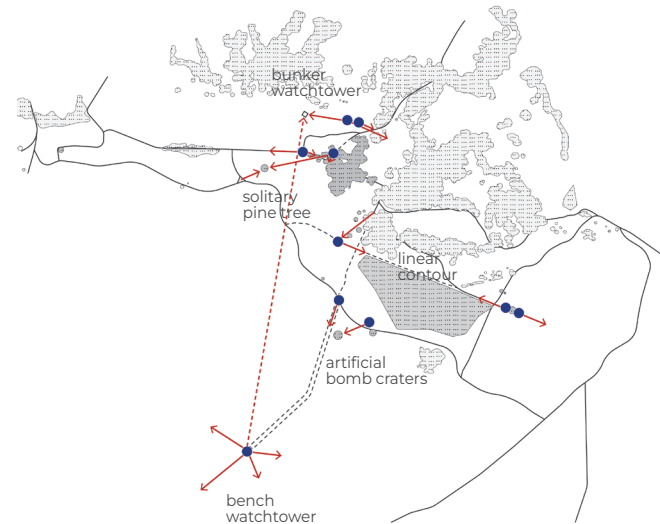 bunker
watchtower
solitary
pine tree
linear
contour
artificial
bomb craters
bench
watchtower